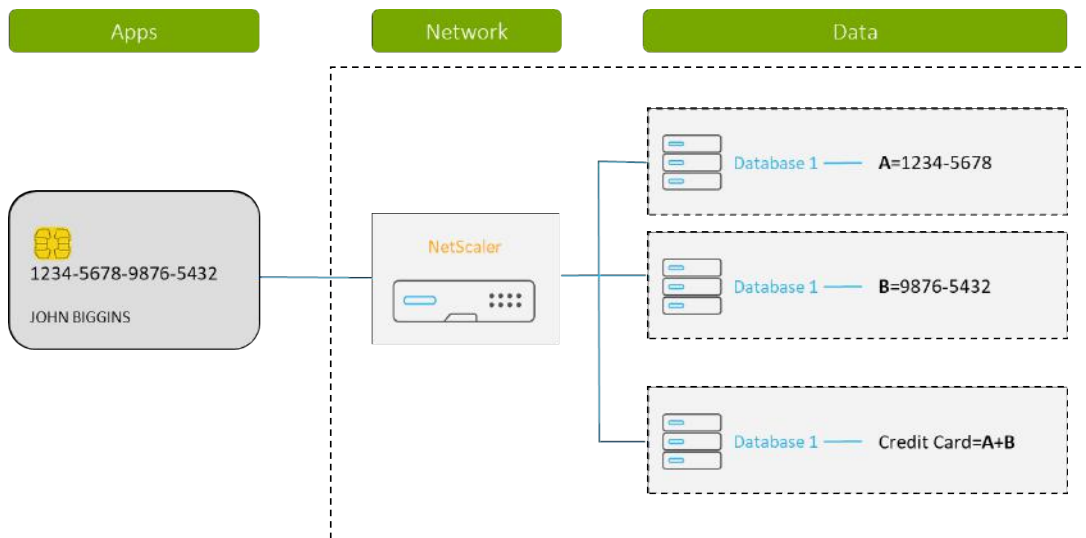 Apps
Network
Data
1234-5678-9876-5432
JOHN BIGGINS
NetScaler
Database 1 A=1234-5678
Database 1 B=9876-5432
Database 1 Credit Card=A+B